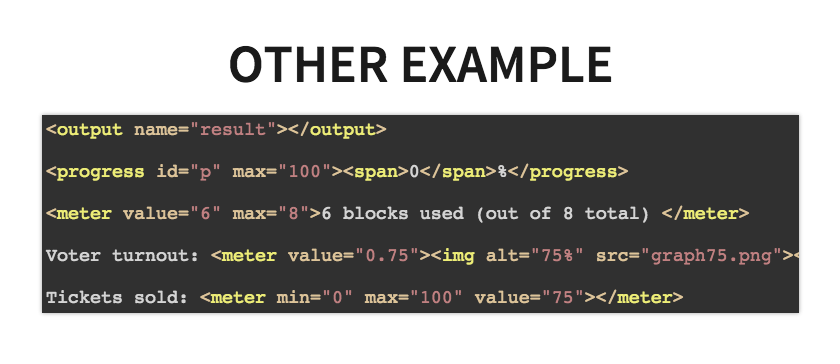 OTHER EXAMPLE
<output name="result"></output>
<progress id="p" max="100"><span>0</span>%</progress>
<meter value="6" max="8">6 blocks used (out of 8 total) </meter>
Voter turnout: <meter value="0.75"><img alt="75%" src="graph75.png"><
Tickets sold: <meter min="0" max="100" value="75"></meter>